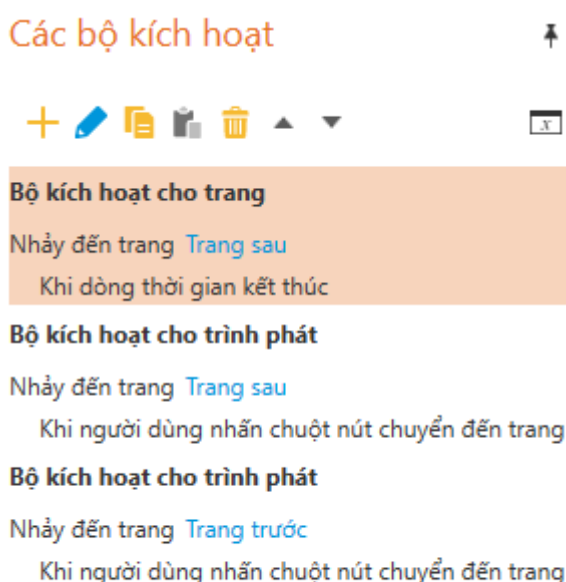 Các bộ kích hoạt
x
Bộ kích hoạt cho trang
Nhảy đến trang Trang sau
Khi dòng thời gian kết thúc
Bộ kích hoạt cho trình phát
Nhảy đến trang Trang sau
Khi người dùng nhấn chuột nút chuyển đến trang
Bộ kích hoạt cho trình phát
Nhảy đến trang Trang trước
Khi người dùng nhấn chuột nút chuyển đến trang